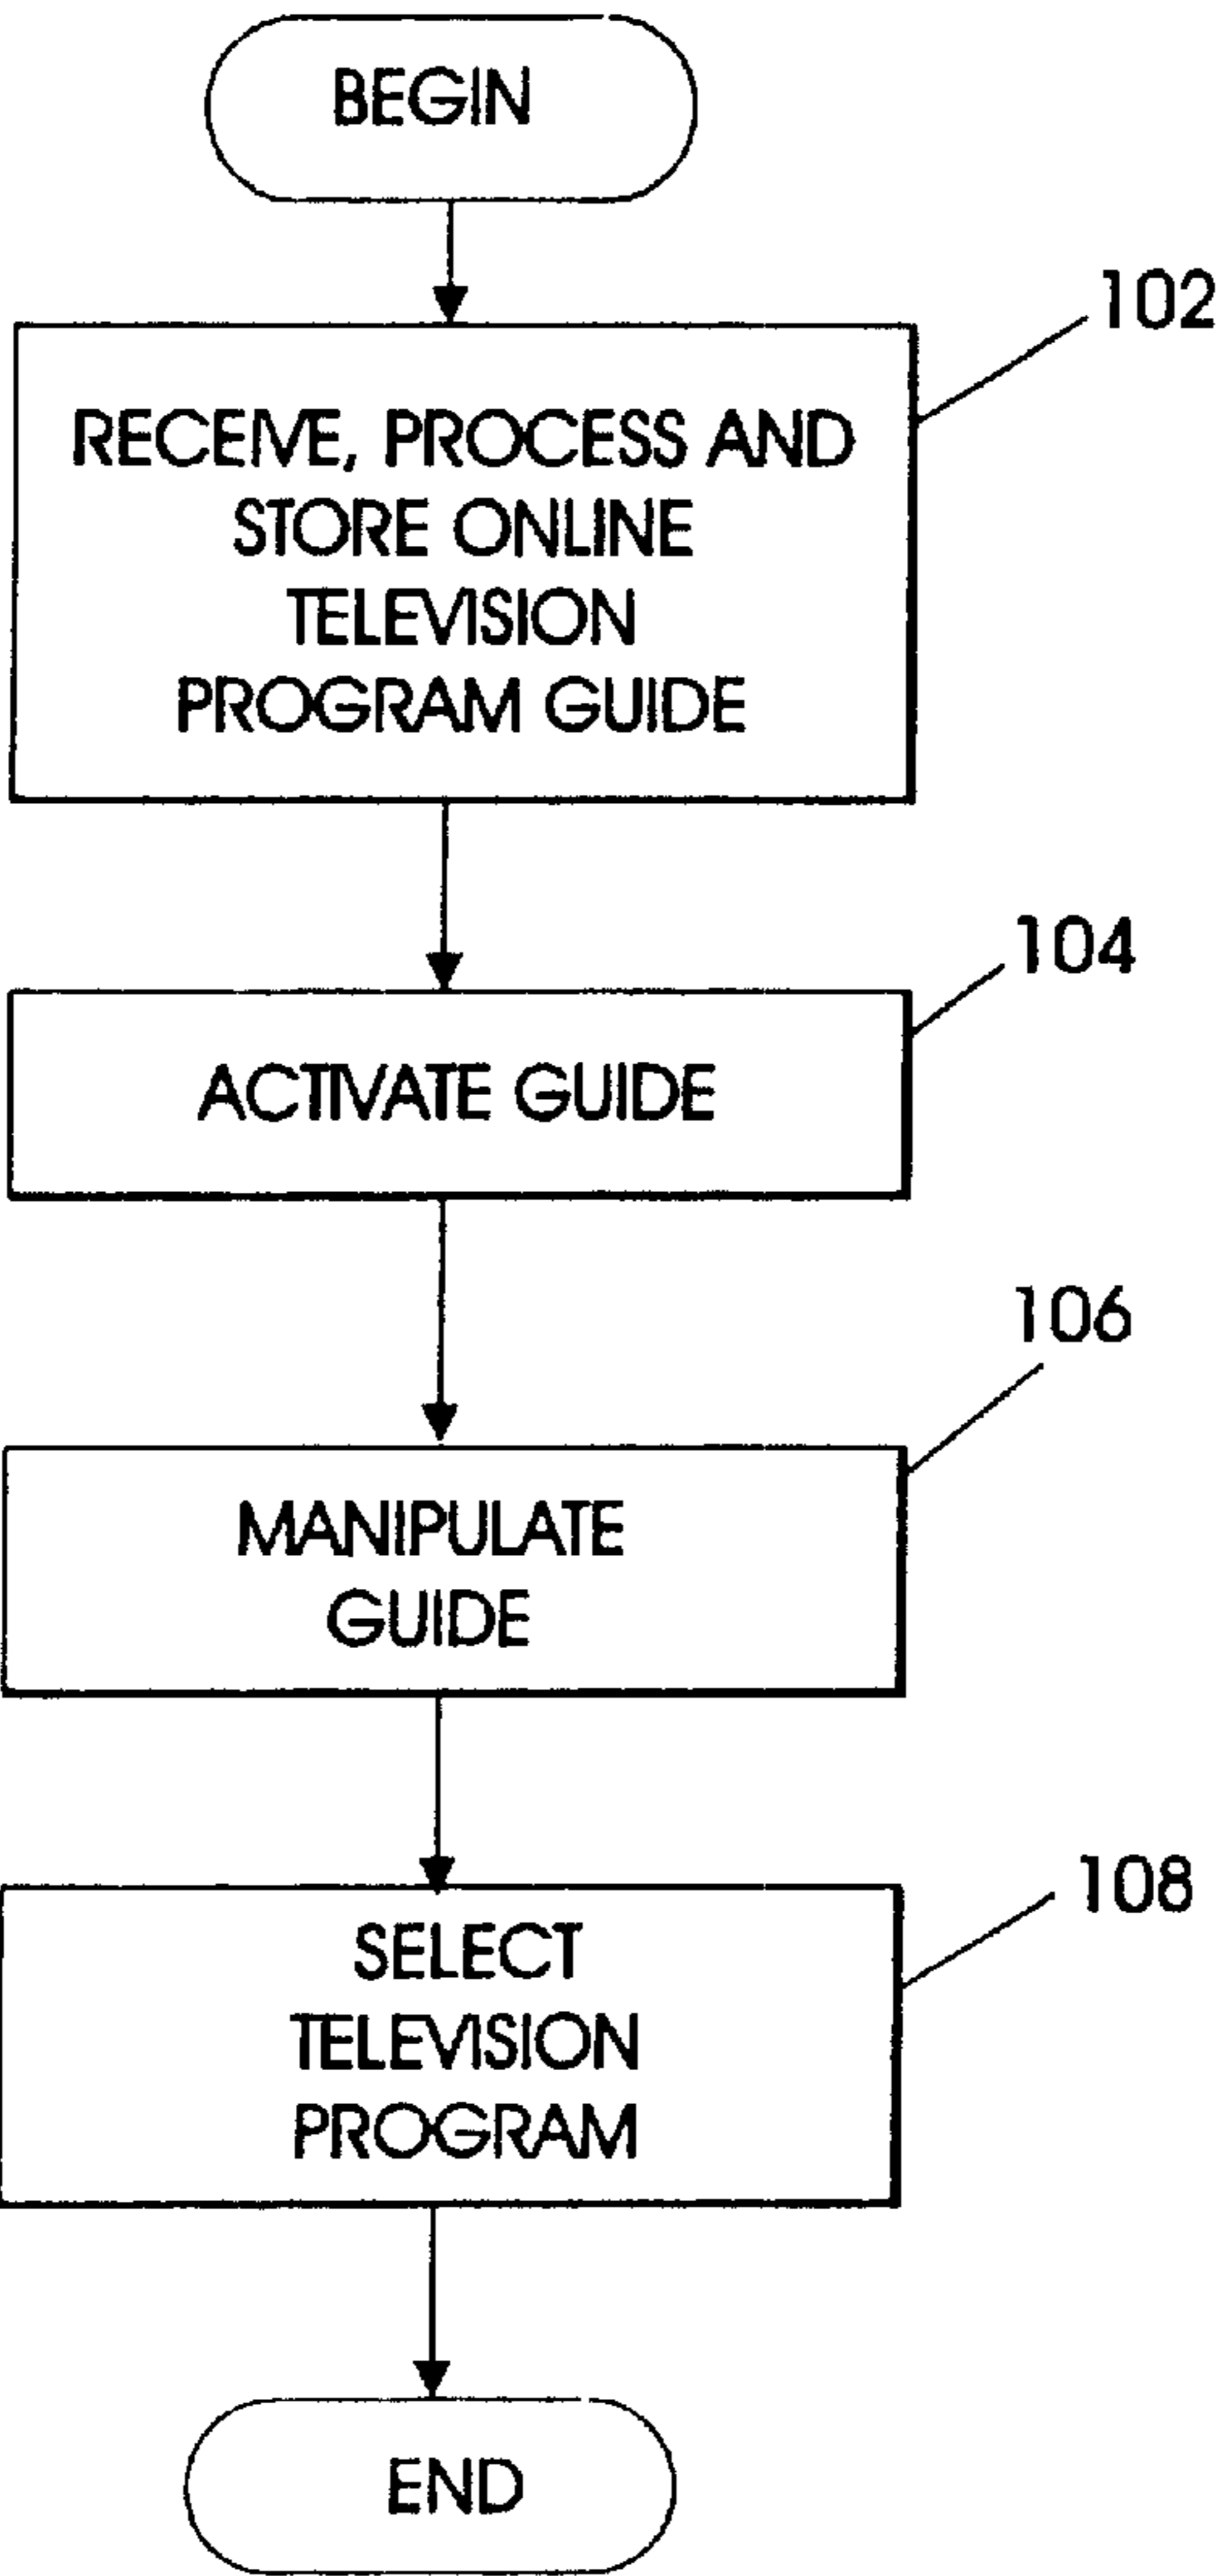 BEGIN
102
RECEIVE, PROCESS AND
STORE ONLINE
TELEVISION
PROGRAM GUIDE
104
ACTIVATE GUIDE
106
MANIPULATE
GUIDE
108
SELECT
TELEVISION
PROGRAM
END